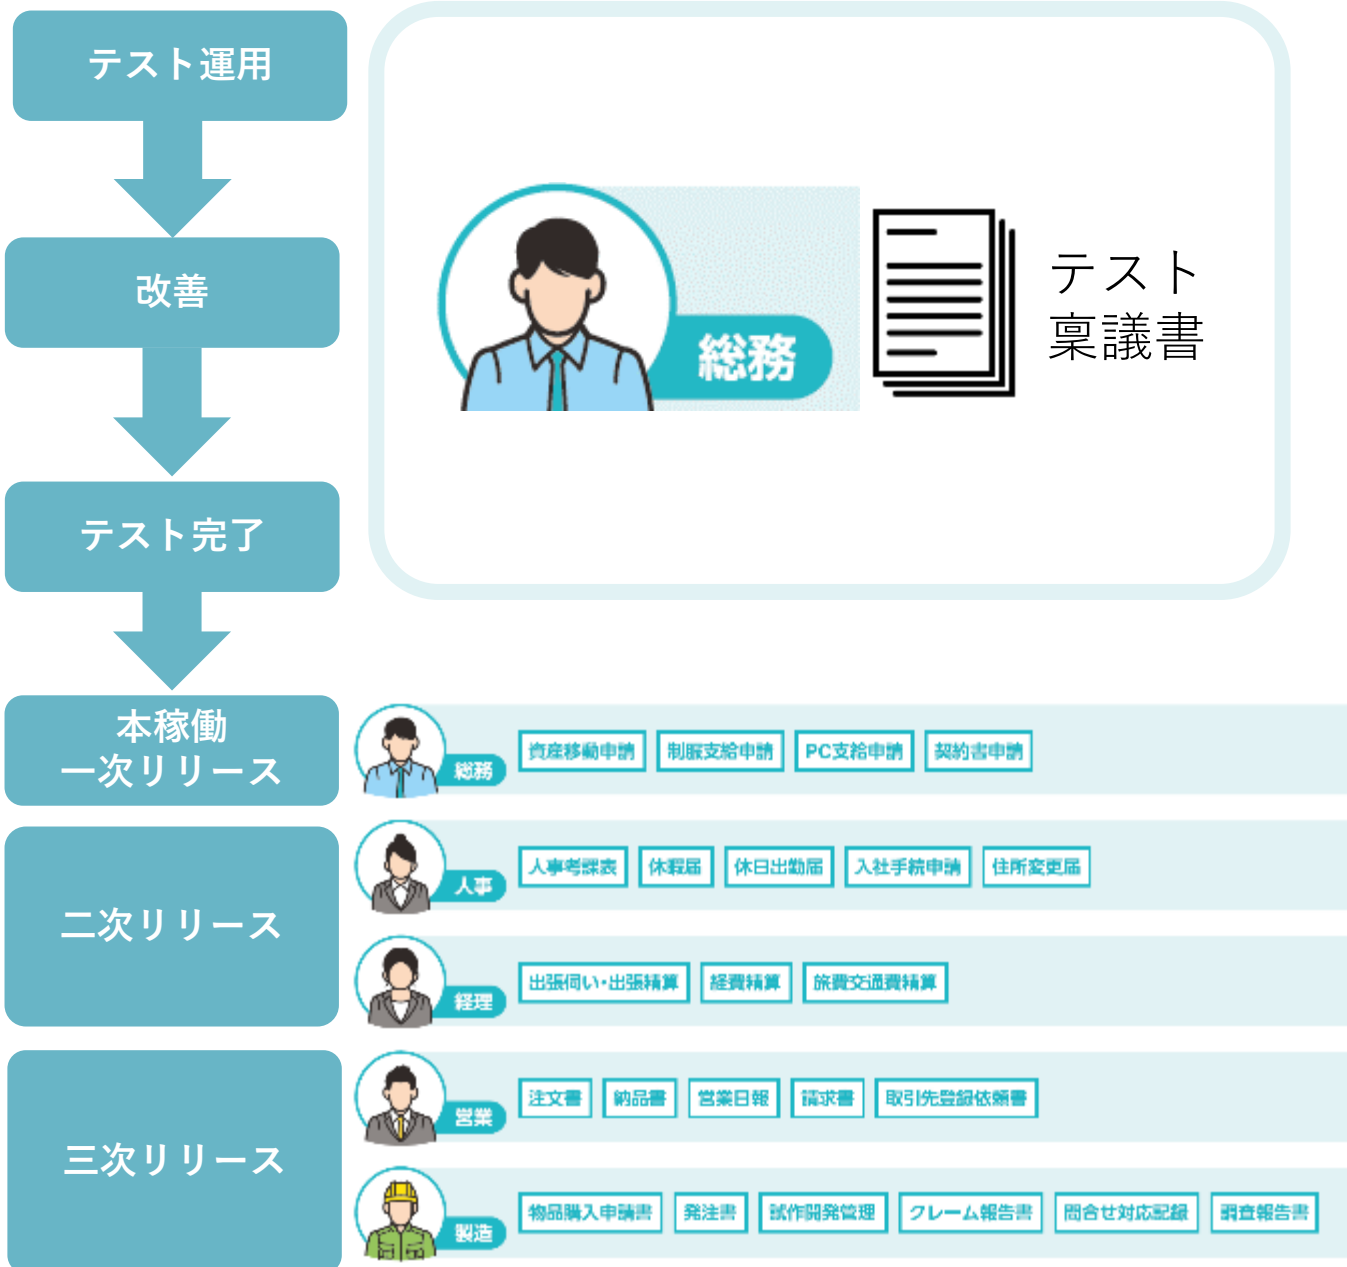 テスト運用
改善
テスト完了
総務
テスト
稟議書
本稼働
一次リリース
総務
資産移動申請 制服支給申請 PC支給申請 契約書申請
二次リリース
人事
人事考課表 休暇届 休日出勤届 入社手続申請 住所変更届
経理
出張伺い・出張精算 経費精算 旅費交通費精算
三次リリース
営業
注文書 納品書 営業日報 請求書 取引先登録依頼書
製造
物品購入申請書 発注書 試作開発管理 クレーム報告書 問合せ対応記録 調査報告書